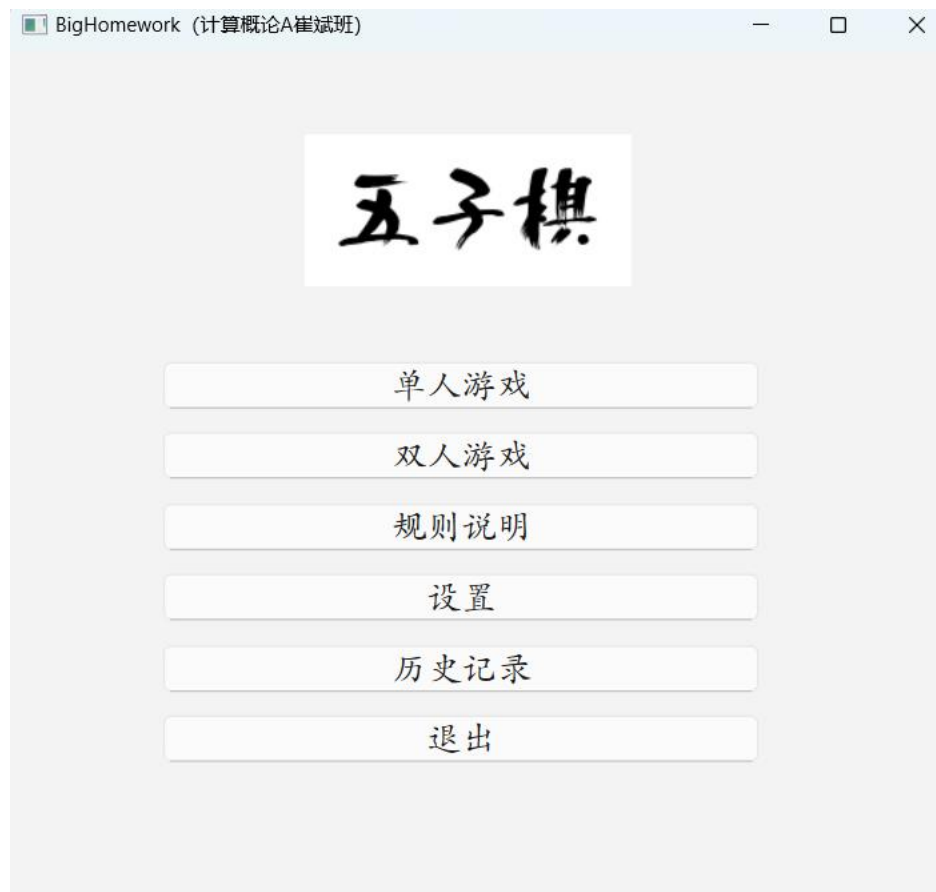 BigHomework (计算概论A崔斌班)
五子棋
单人游戏
双人游戏
规则说明
设置
历史记录
退出